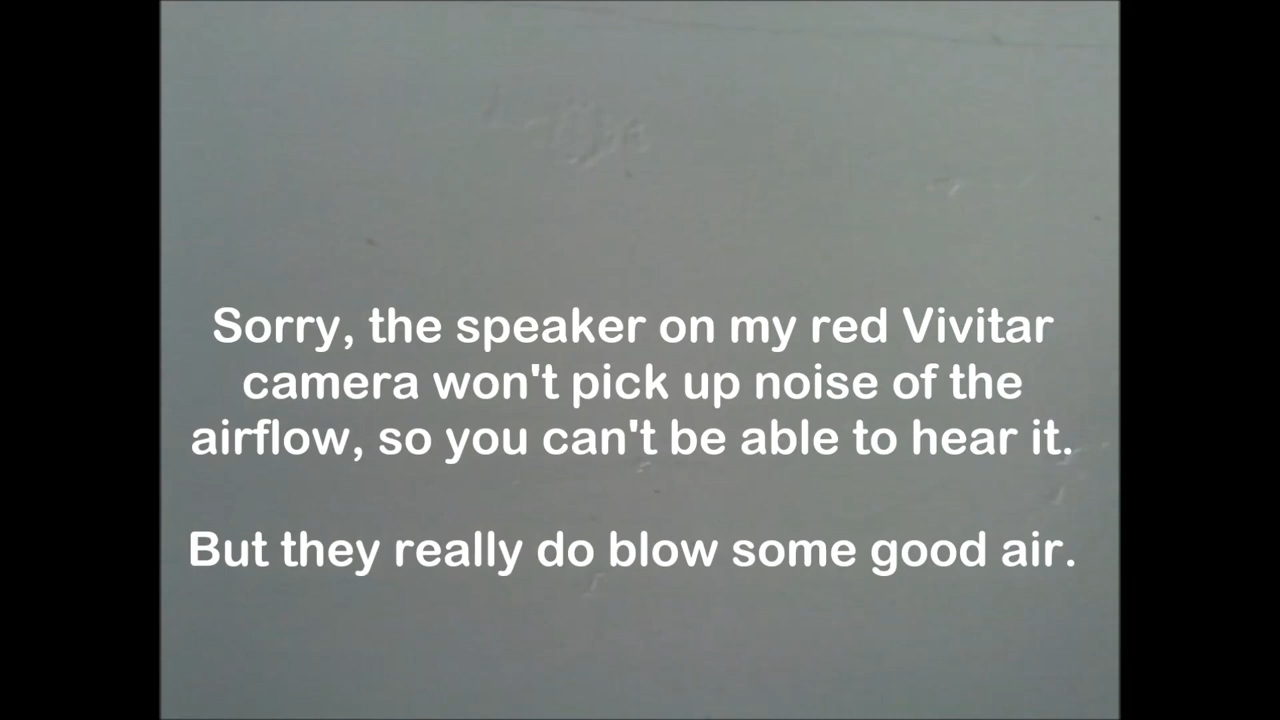 Sorry, the speaker on my red Vivitar
camera won't pick up noise of the
airflow, so you can't be able to hear it.
But they really do blow some good air.